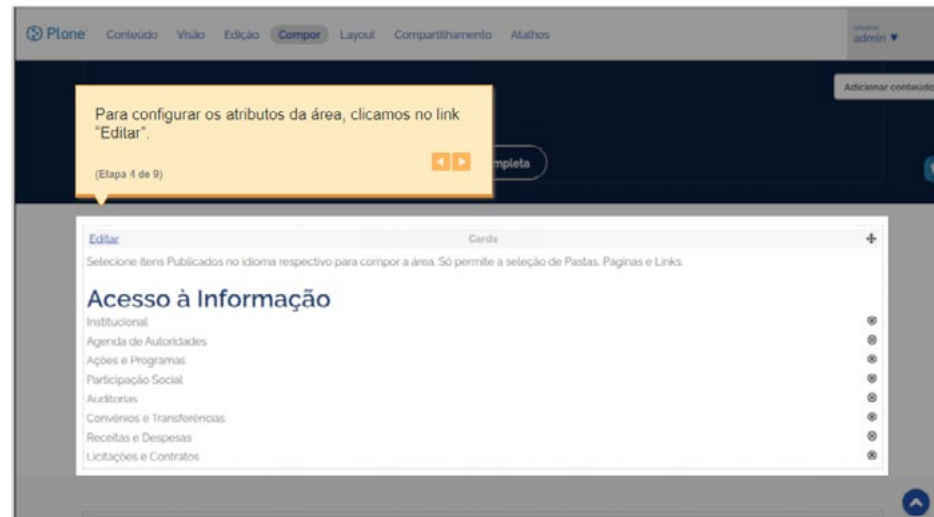 Plone
Conteúdo Visão Edição Compor Layout Compartilhamento Atalhos
Usuário
admin ▼
Adicionar conteúdo
Para configurar os atributos da área, clicamos no link
"Editar".
(Etapa 4 de 9)
mpleta
Editar
Cards
Selecione itens Publicados no idioma respectivo para compor a área. Só permite a seleção de Pastas, Páginas e Links.
Acesso à Informação
Institucional
Agenda de Autoridades
Ações e Programas
Participação Social
Auditorias
Convênios e Transferências
Receitas e Despesas
Licitações e Contratos